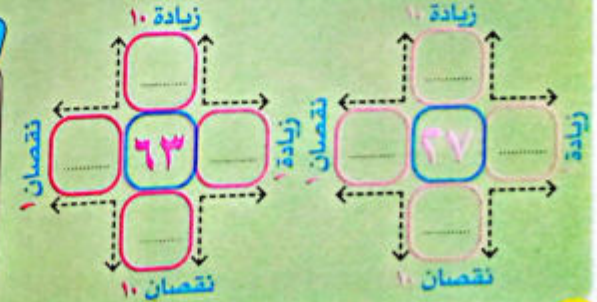 زيادة ١٠
نقصان ١
٢٧
زيادة
نقصان ١٠
زيادة ١٠
نقصان ١
٦٣
زيادة ١
نقصان ١٠